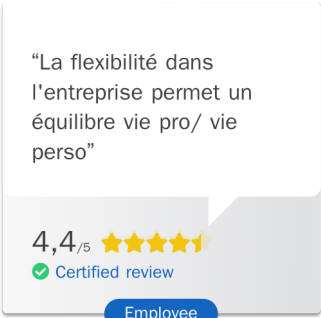 “La flexibilité dans
l'entreprise permet un
équilibre vie pro/ vie
perso”
4,4/5
Certified review
Employee